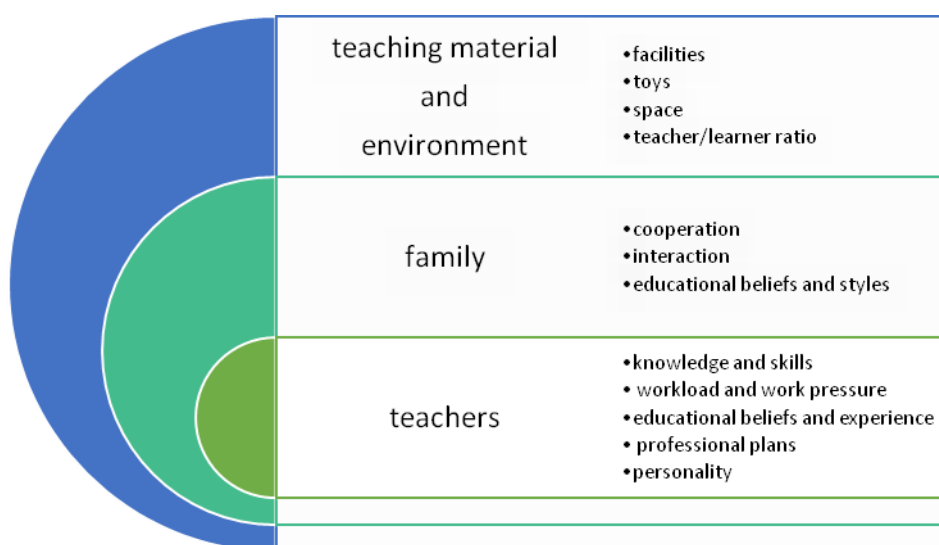 teaching material
and
environment
•facilities
•toys
•space
•teacher/learner ratio
family
•cooperation
•interaction
•educational beliefs and styles
teachers
•knowledge and skills
• workload and work pressure
•educational beliefs and experience
• professional plans
•personality